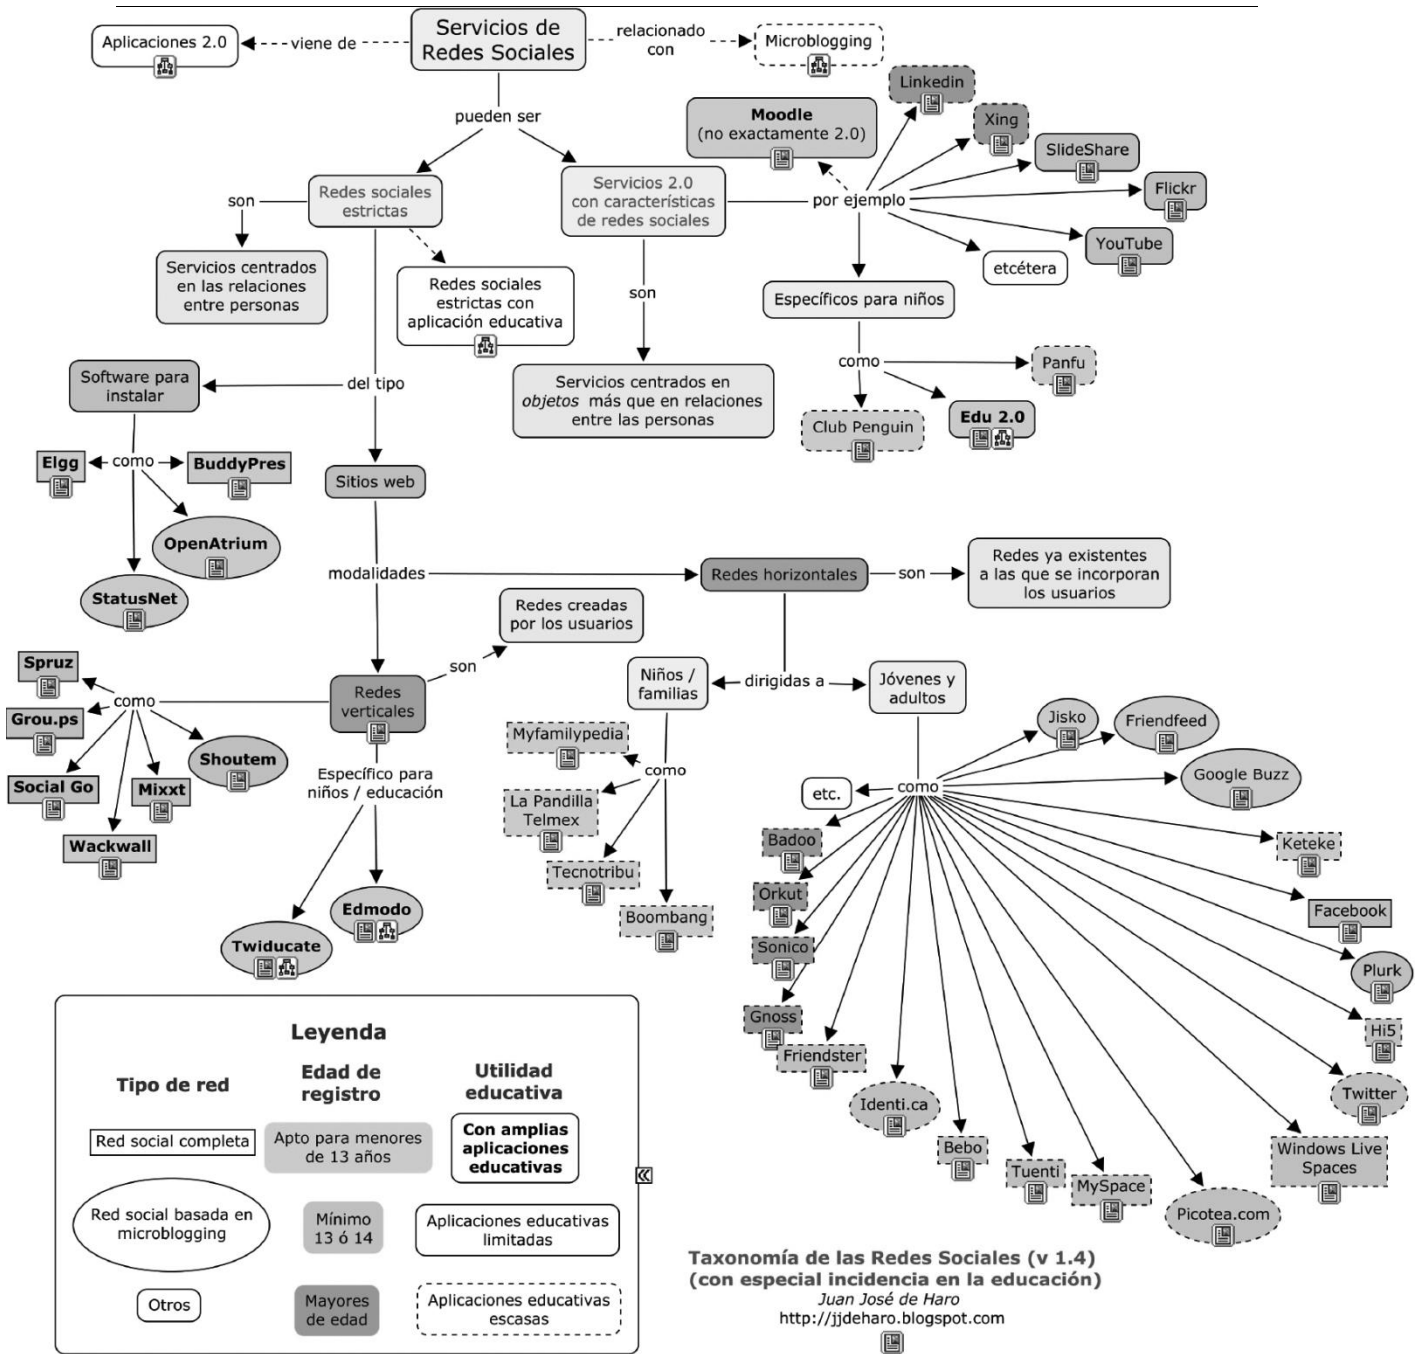 Servicios de
Redes Sociales
Aplicaciones 2.0
viene de
relacionado
con
Microblogging
pueden ser
Linkedin
Moodle
(no exactamente 2.0)
Xing
SlideShare
Flickr
YouTube
etcétera
por ejemplo
Redes sociales
estrictas
Servicios 2.0
con características
de redes sociales
son
Servicios centrados
en las relaciones
entre personas
Redes sociales
estrictas con
aplicación educativa
son
Específicos para niños
como
Panfu
Edu 2.0
Club Penguin
Servicios centrados en
objetos más que en relaciones
entre las personas
Software para
instalar
del tipo
Elgg
como
BuddyPres
OpenAtrium
StatusNet
Sitios web
modalidades
Redes horizontales
son
Redes ya existentes
a las que se incorporan
los usuarios
Redes creadas
por los usuarios
son
Redes
verticales
como
Spruz
Grou.ps
Social Go
Wackwall
Mixxt
Shoutem
Específico para
niños / educación
Edmodo
Twiducate
Niños /
familias
dirigidas a
Jóvenes y
adultos
Myfamilypedia
como
La Pandilla
Telmex
Tecnotribu
Boombang
como
Jisko
Friendfeed
Google Buzz
etc.
Badoo
Keteke
Orkut
Facebook
Sonico
Plurk
Gnoss
Hi5
Friendster
Twitter
Identi.ca
Bebo
Tuenti
MySpace
Picotea.com
Windows Live
Spaces
Leyenda
Tipo de red
Edad de
registro
Utilidad
educativa
Red social completa
Apto para menores
de 13 años
Con amplias
aplicaciones
educativas
Red social basada en
microblogging
Mínimo
13 ó 14
Aplicaciones educativas
limitadas
Otros
Mayores
de edad
Aplicaciones educativas
escasas
Taxonomía de las Redes Sociales (v 1.4)
(con especial incidencia en la educación)
Juan José de Haro
http://jjdeharo.blogspot.com